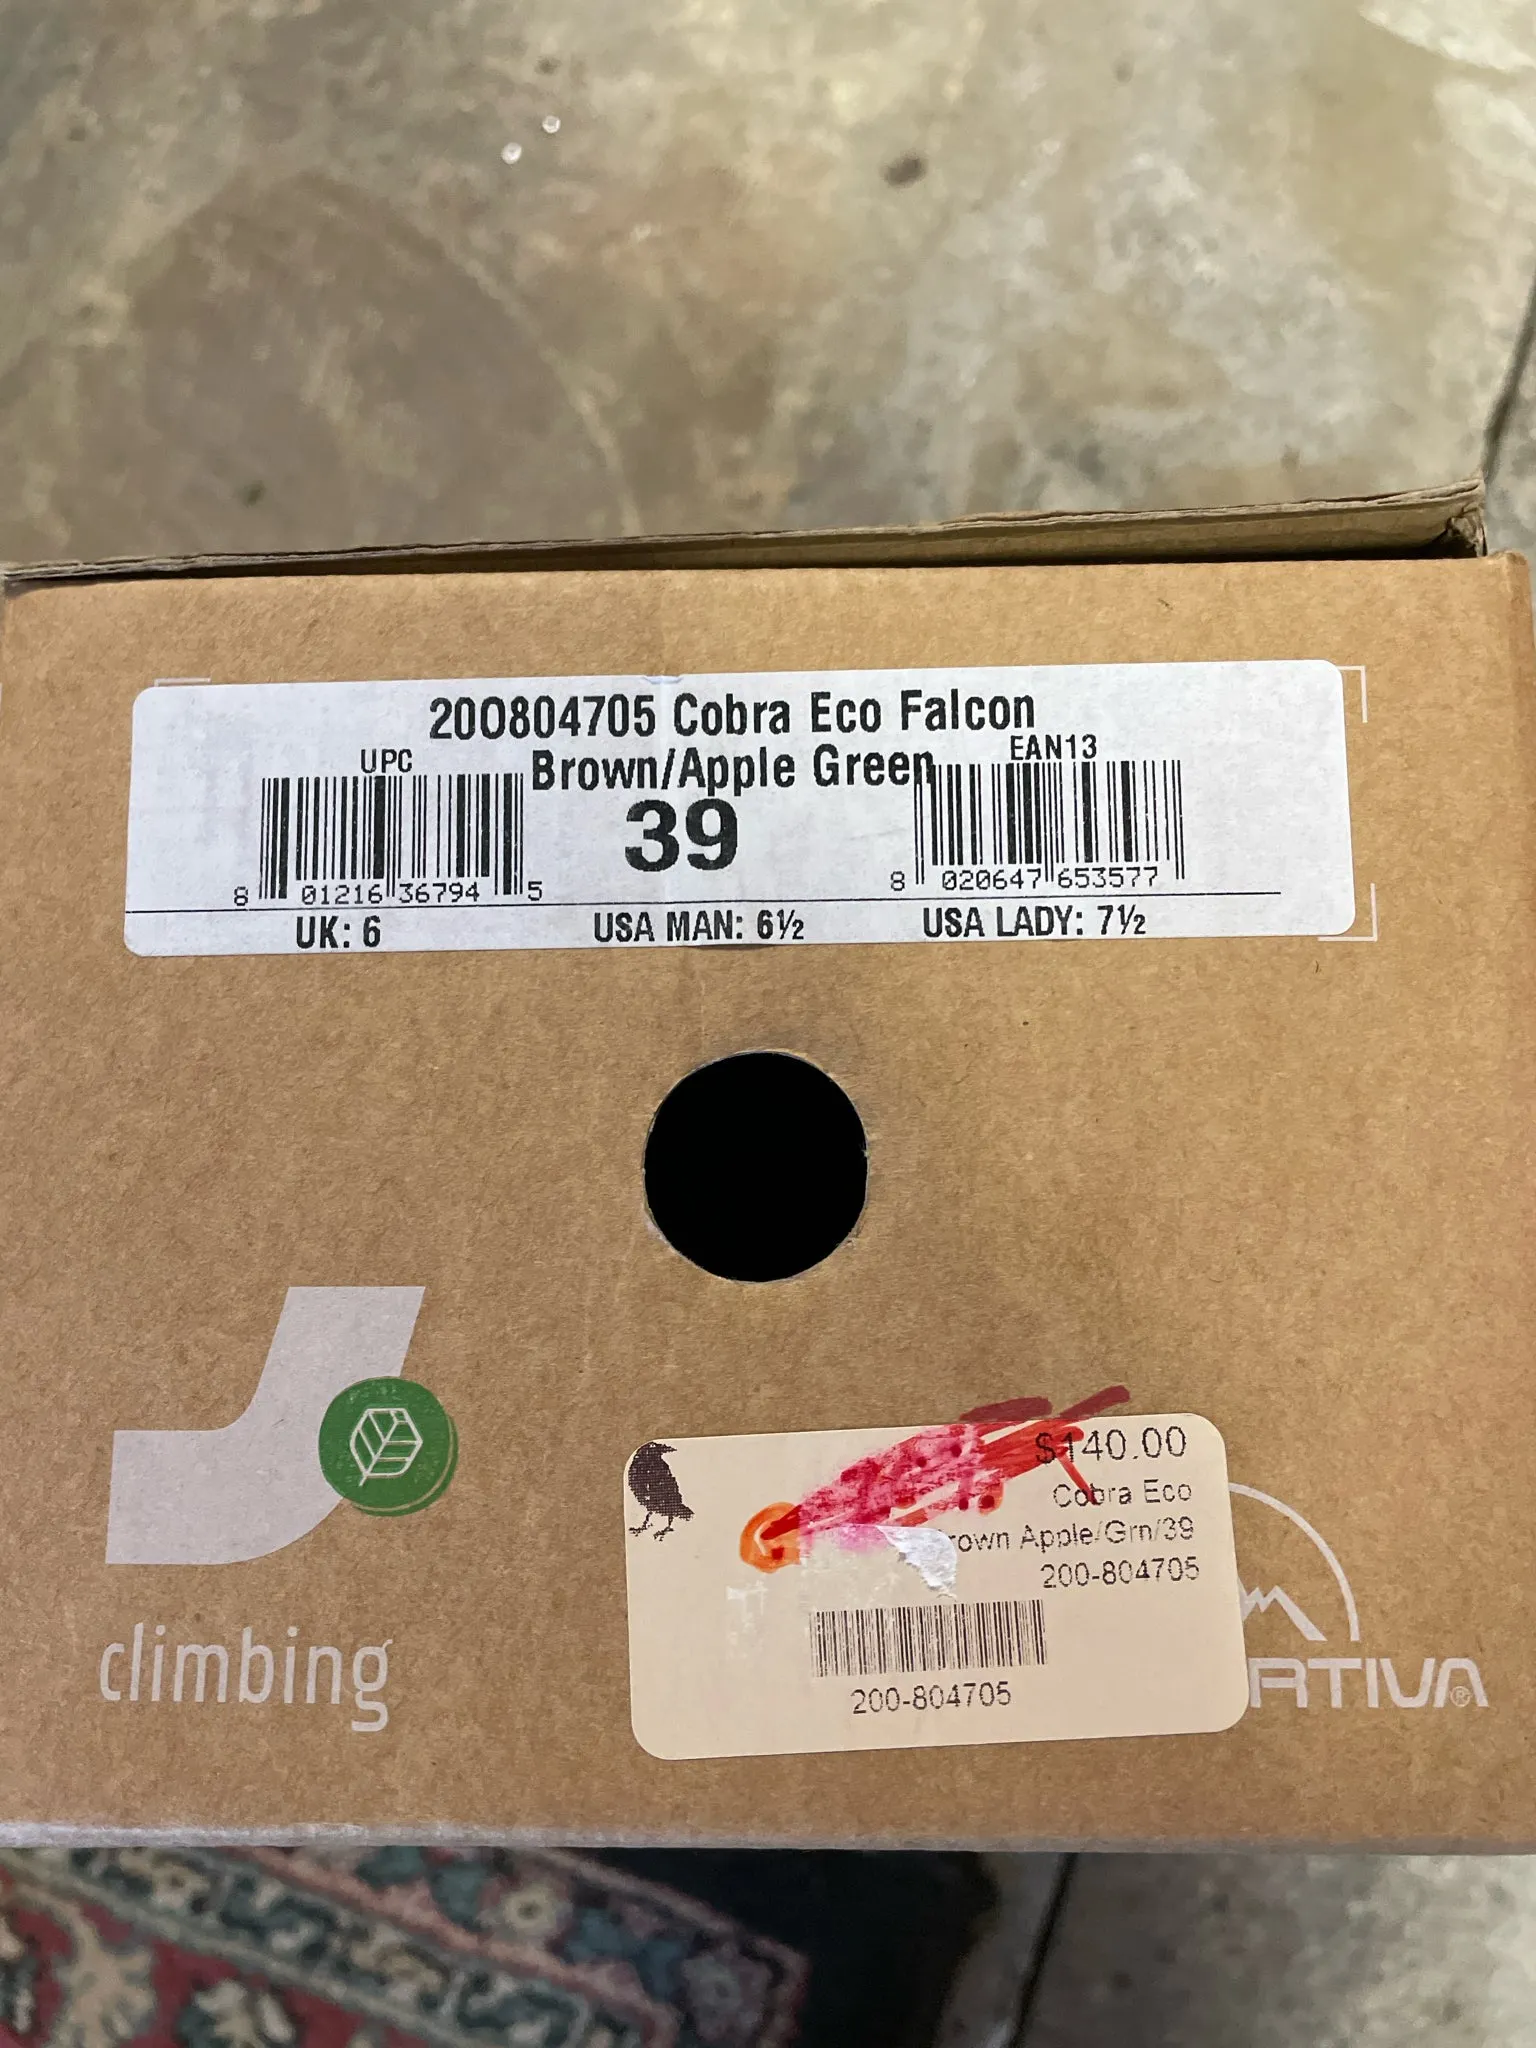 200804705 Cobra Eco Falcon
Brown/Apple Green
UPC
EAN13
39
8 01216 36794 5
8 020647 653577
UK: 6
USA MAN: 6½
USA LADY: 7½
climbing
$140.00
Cobra Eco
rown Apple/Grn/39
200-804705
200-804705
RTIVA®